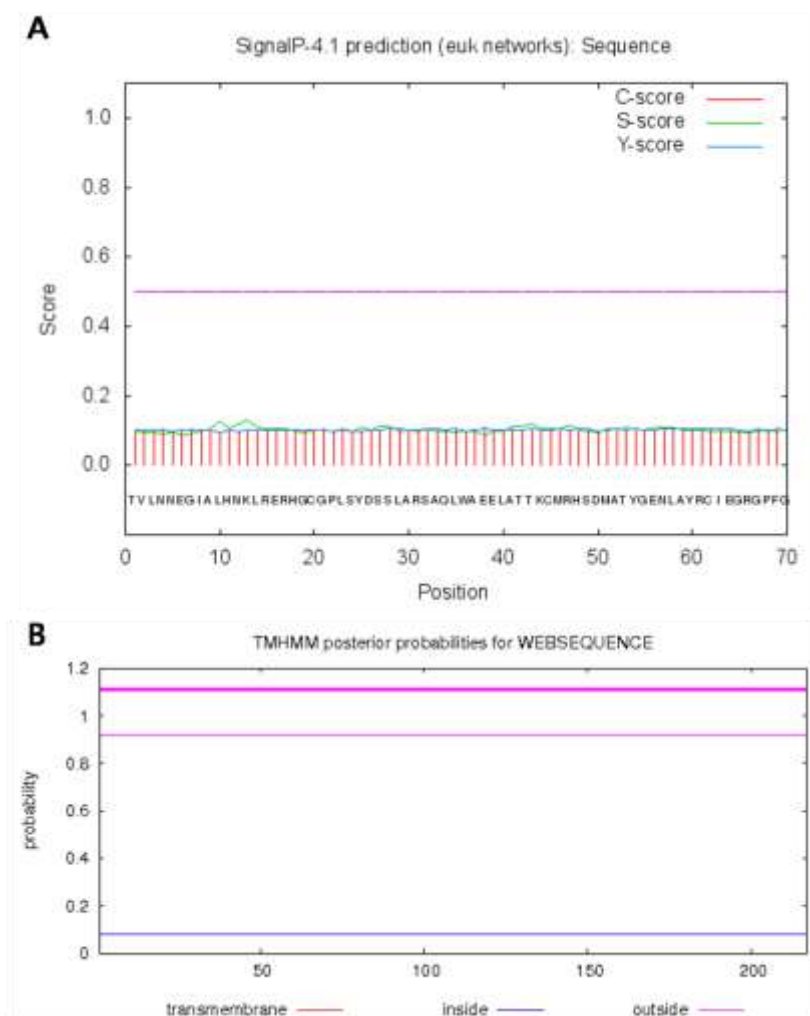 A
SignalP-4.1 prediction (euk networks): Sequence
C-score
S-score
Y-score
1.0
0.8
0.6
0.4
0.2
0.0
Score
TVLNNEGIALHNKLRERHGCGPLSYDSSLARSAQLWAEELATTKCMRHSDMATYGENLAYRCIEGRGPFG
0 10 20 30 40 50 60 70
Position
B
TMHMM posterior probabilities for WEBSEQUENCE
1.2
1
0.8
0.6
0.4
0.2
0
probability
50 100 150 200
transmembrane inside outside